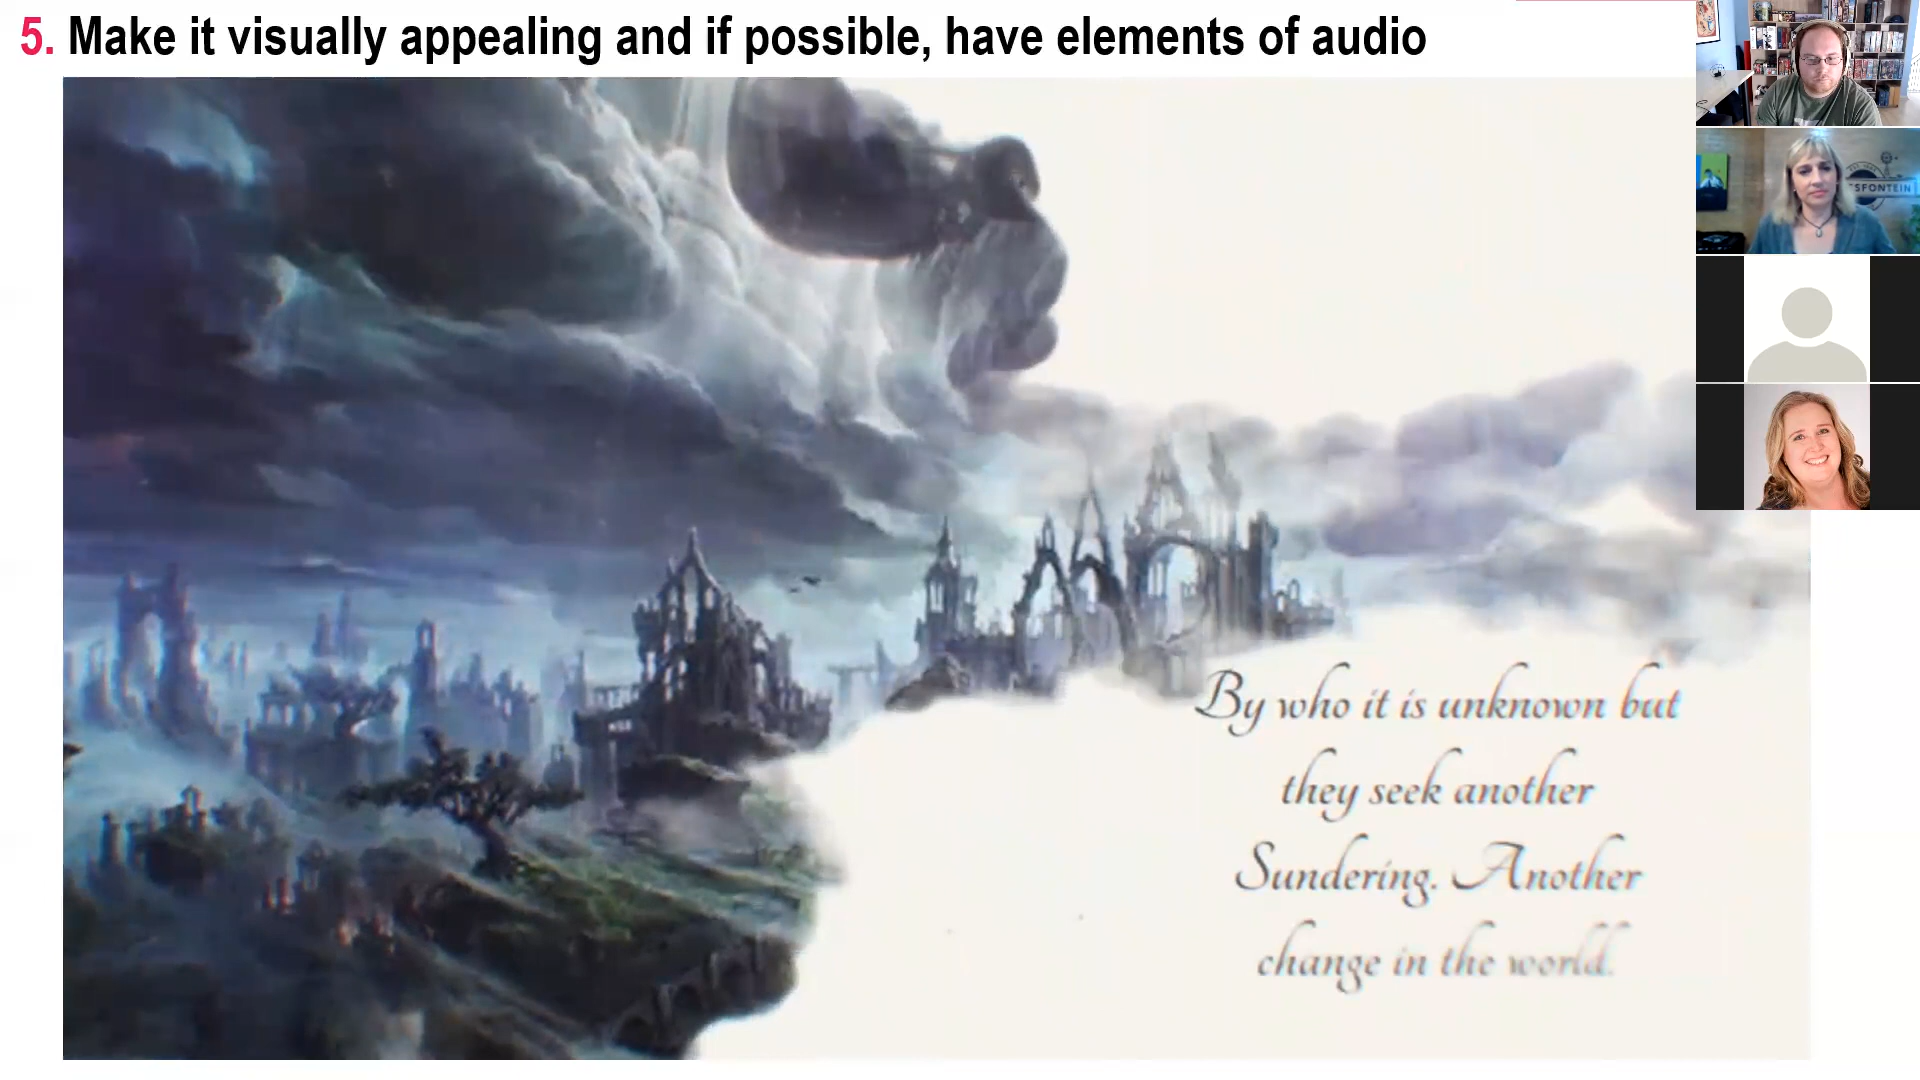 5. Make it visually appealing and if possible, have elements of audio
SFONTEIN
By who it is unknown but
they seek another
Sundering. Another
change in the world.